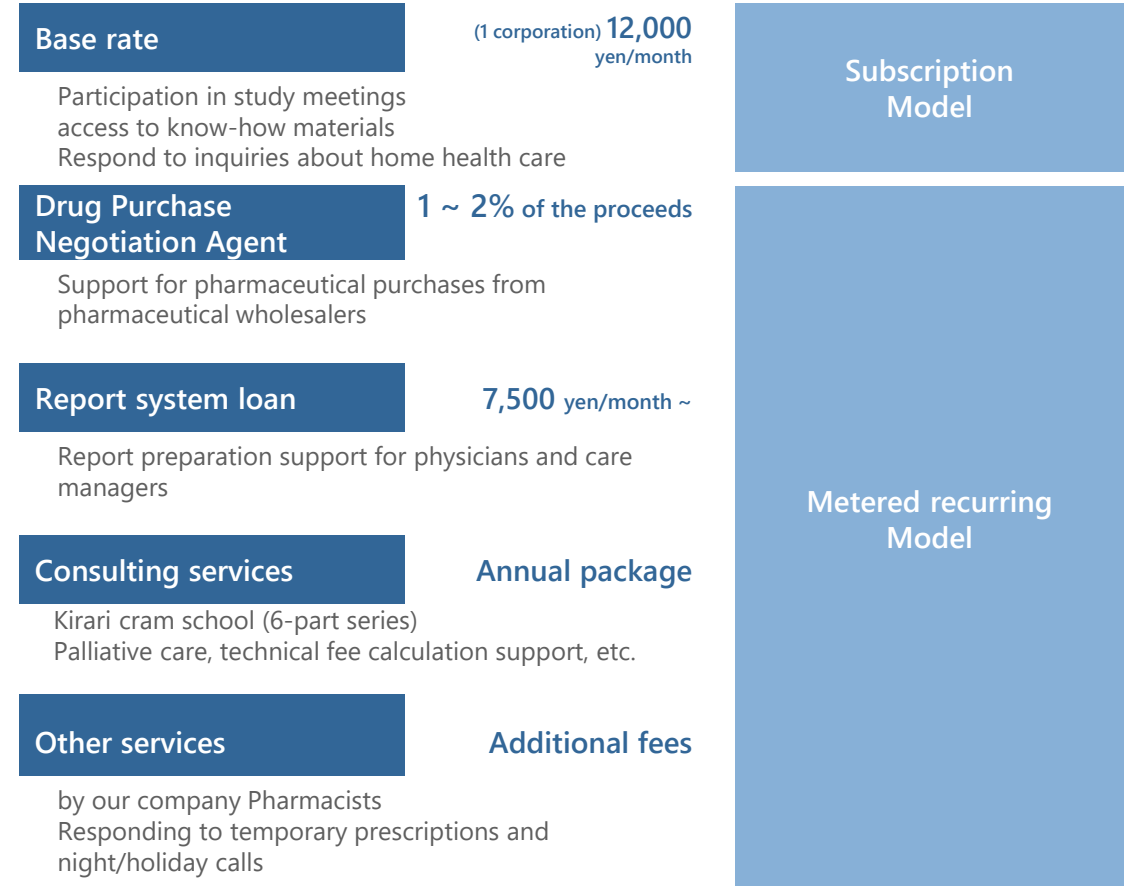 Base rate
(1 corporation) 12,000
yen/month
Participation in study meetings
access to know-how materials
Respond to inquiries about home health care
Subscription
Model
Drug Purchase
Negotiation Agent
1 ~ 2% of the proceeds
Support for pharmaceutical purchases from
pharmaceutical wholesalers
Report system loan
7,500 yen/month ~
Report preparation support for physicians and care
managers
Metered recurring
Model
Consulting services
Annual package
Kirari cram school (6-part series)
Palliative care, technical fee calculation support, etc.
Other services
Additional fees
by our company Pharmacists
Responding to temporary prescriptions and
night/holiday calls